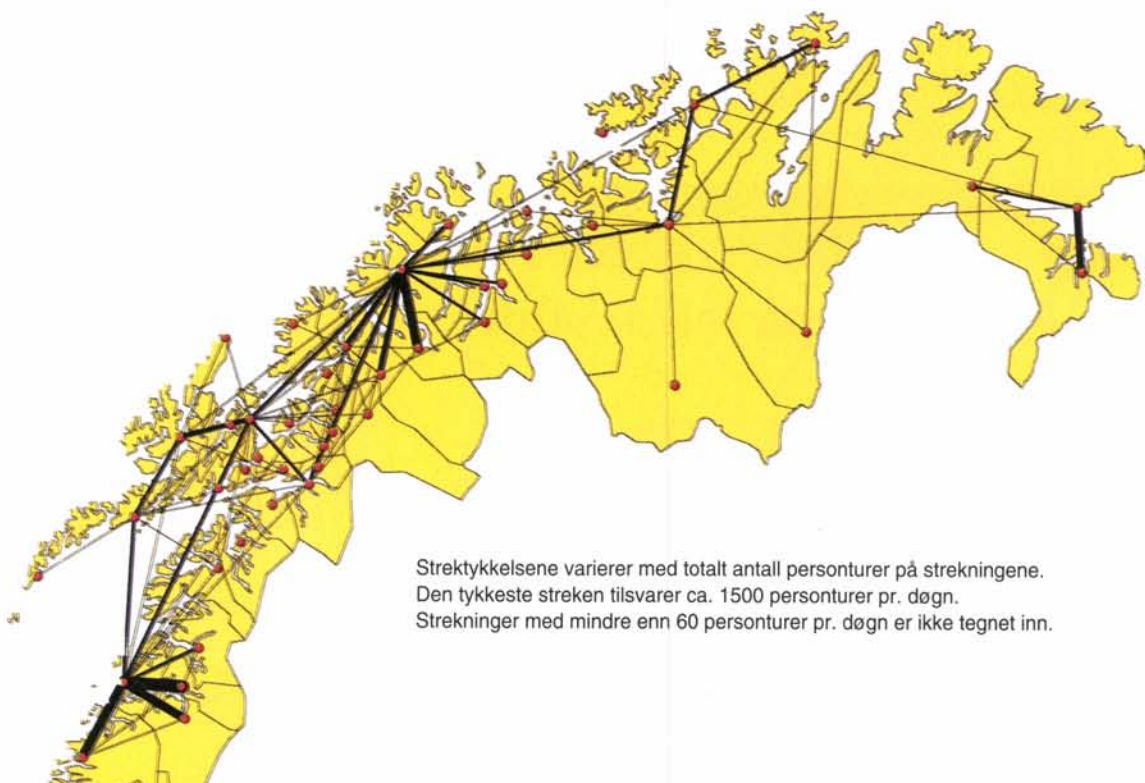 Strektykkelsene varierer med totalt antall personturer på strekningene.
Den tykkeste streken tilsvarer ca. 1500 personturer pr. døgn.
Strekninger med mindre enn 60 personturer pr. døgn er ikke tegnet inn.